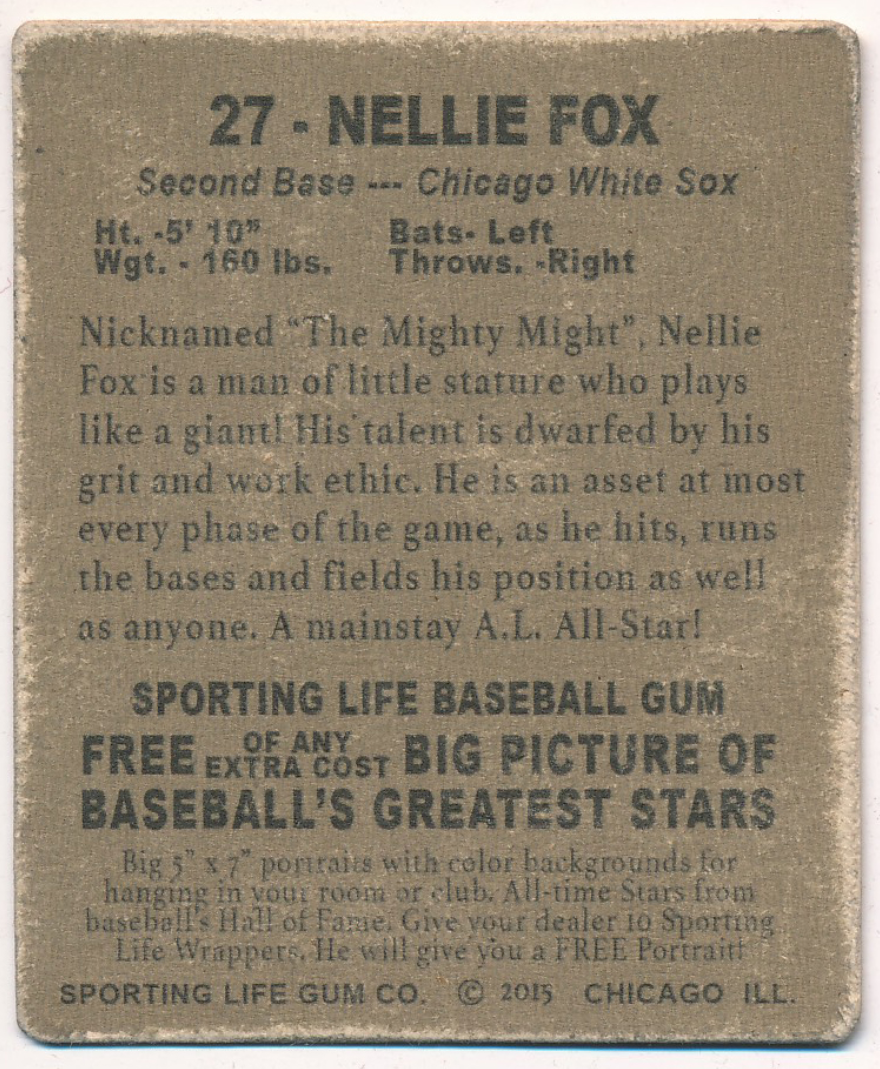 27 - NELLIE FOX
Second Base --- Chicago White Sox
Ht. -5' 10" Bats- Left
Wgt. - 160 lbs. Throws. -Right
Nicknamed “The Mighty Might”, Nellie
Fox is a man of little stature who plays
like a giant! His talent is dwarfed by his
grit and work ethic. He is an asset at most
every phase of the game, as he hits, runs
the bases and fields his position as well
as anyone. A mainstay A.L. All-Star!
SPORTING LIFE BASEBALL GUM
FREE OF ANY EXTRA COST BIG PICTURE OF
BASEBALL'S GREATEST STARS
Big 5" x 7" portraits with color backgrounds for
hanging in your room or club. All-time Stars from
baseball's Hall of Fame. Give your dealer 10 Sporting
Life Wrappers. He will give you a FREE Portrait!
SPORTING LIFE GUM CO. © 2015 CHICAGO ILL.